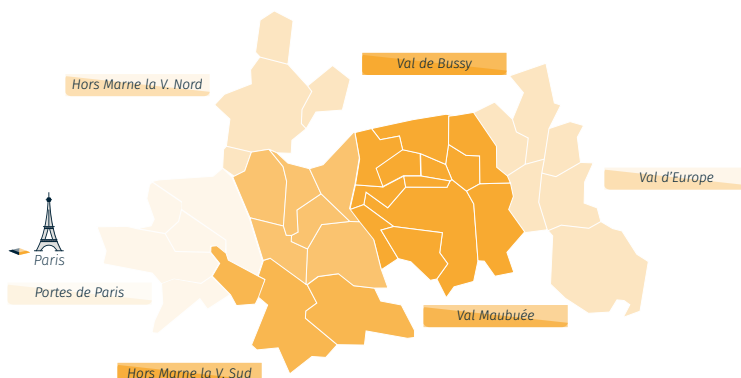 Val de Bussy
Hors Marne la V. Nord
Val d'Europe
Paris
Portes de Paris
Val Maubuée
Hors Marne la V. Sud